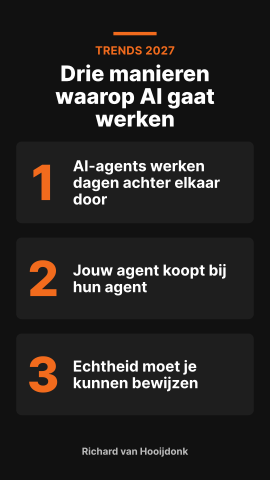 TRENDS 2027
Drie manieren
waarop AI gaat
werken
1
AI-agents werken
dagen achter elkaar
door
2
Jouw agent koopt bij
hun agent
3
Echtheid moet je
kunnen bewijzen
Richard van Hooijdonk